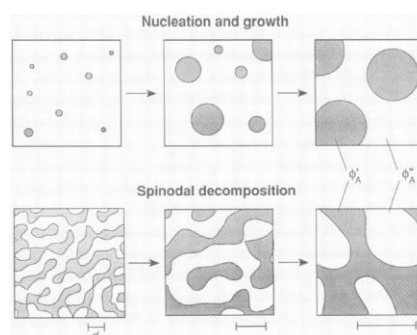 Nucleation and growth
ϕ'A ϕ''A
Spinodal decomposition